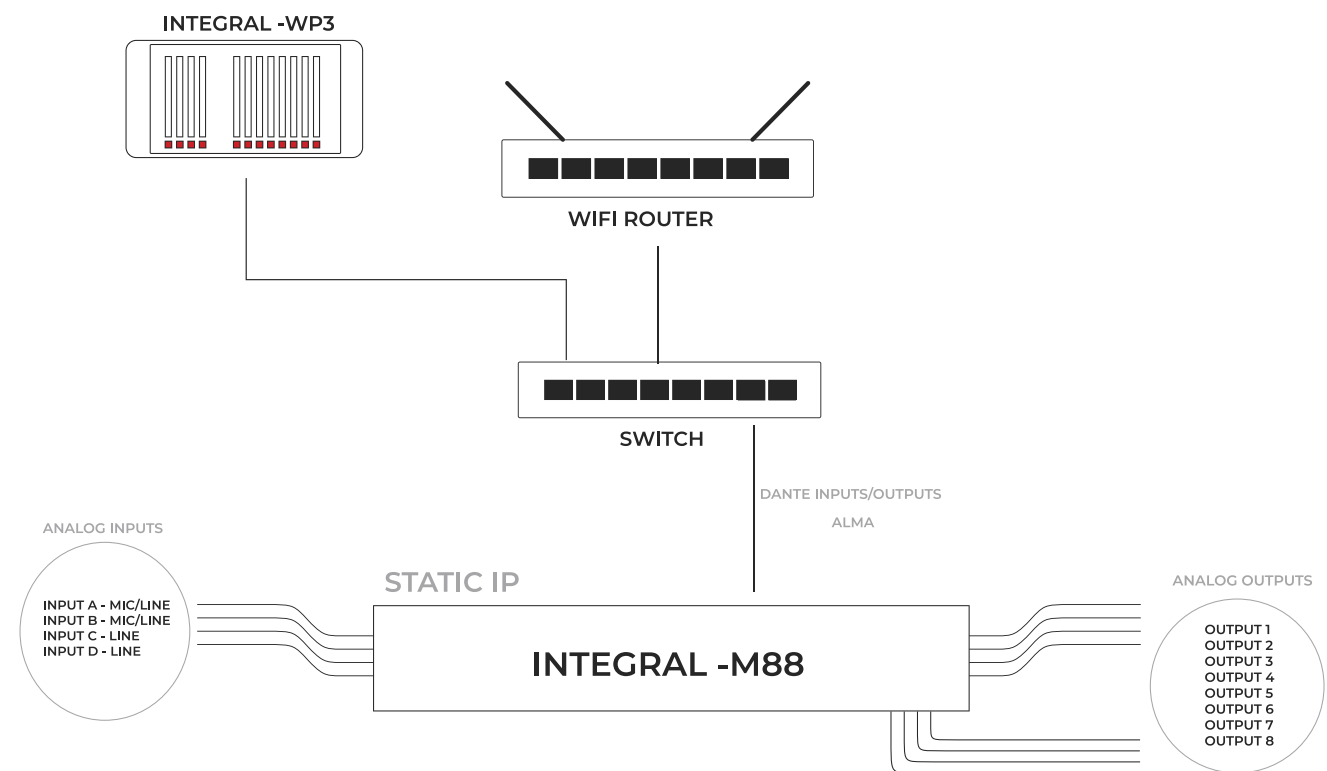 INTEGRAL -WP3
WIFI ROUTER
SWITCH
DANTE INPUTS/OUTPUTS
ALMA
ANALOG INPUTS
INPUT A - MIC/LINE
INPUT B - MIC/LINE
INPUT C - LINE
INPUT D - LINE
STATIC IP
INTEGRAL -M88
ANALOG OUTPUTS
OUTPUT 1
OUTPUT 2
OUTPUT 3
OUTPUT 4
OUTPUT 5
OUTPUT 6
OUTPUT 7
OUTPUT 8